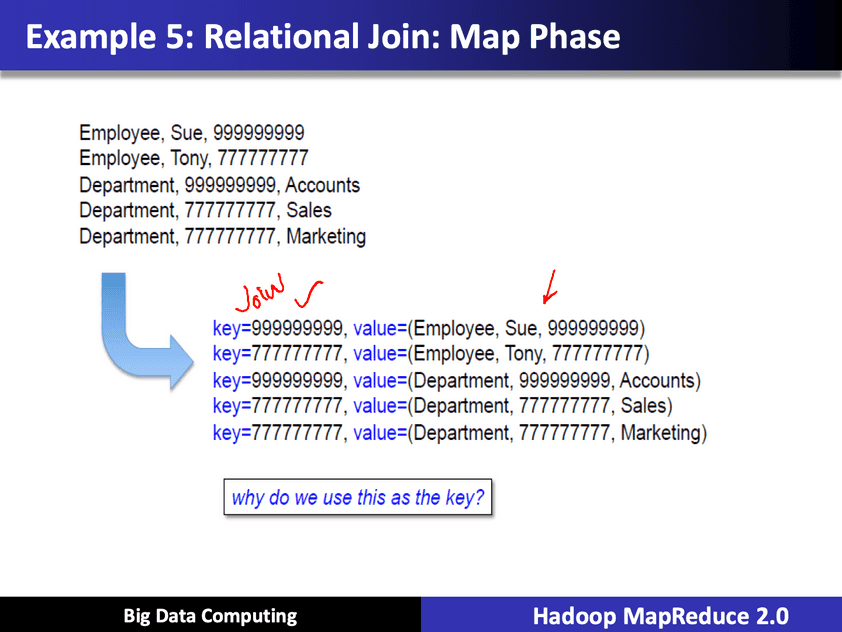 Example 5: Relational Join: Map Phase
Employee, Sue, 999999999
Employee, Tony, 777777777
Department, 999999999, Accounts
Department, 777777777, Sales
Department, 777777777, Marketing
Join
key=999999999, value=(Employee, Sue, 999999999)
key=777777777, value=(Employee, Tony, 777777777)
key=999999999, value=(Department, 999999999, Accounts)
key=777777777, value=(Department, 777777777, Sales)
key=777777777, value=(Department, 777777777, Marketing)
why do we use this as the key?
Big Data Computing
Hadoop MapReduce 2.0